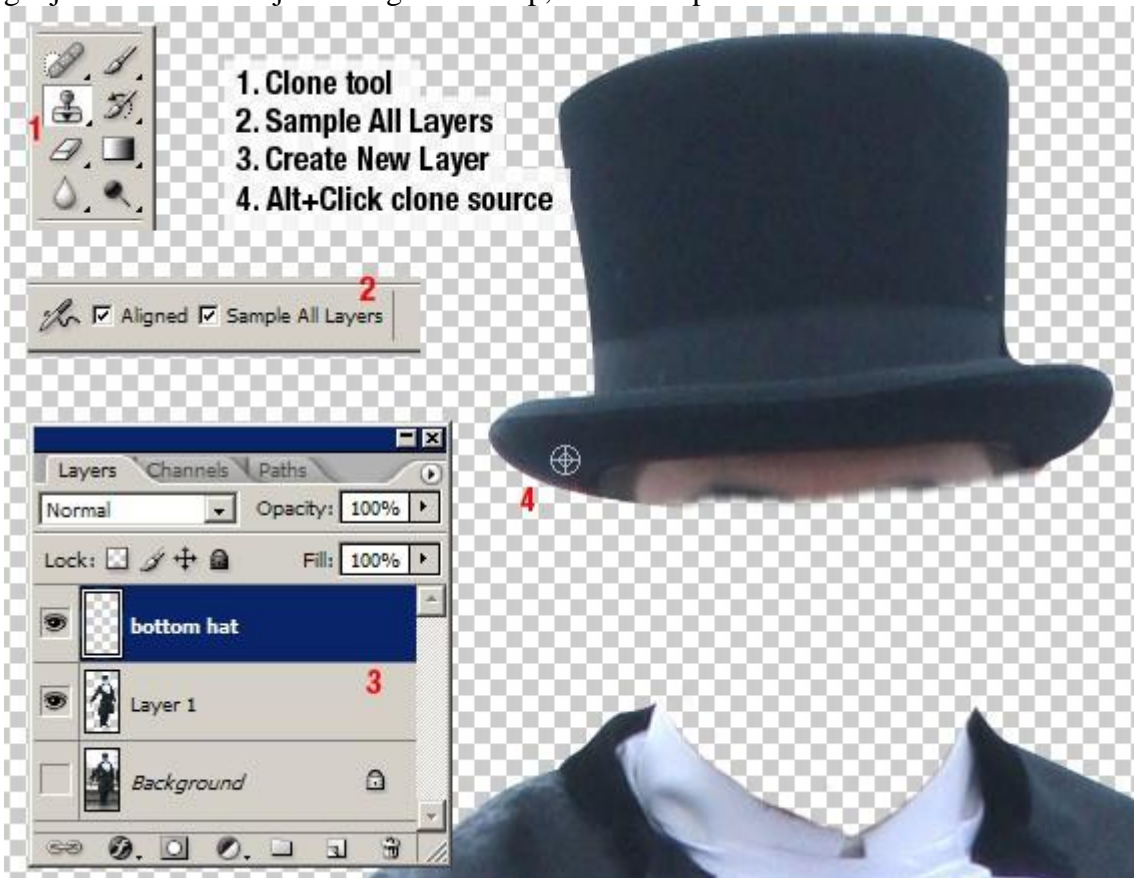 1. Clone tool
2. Sample All Layers
3. Create New Layer
4. Alt+Click clone source
1
2
Aligned Sample All Layers
Layers Channels Paths
Normal Opacity: 100%
Lock: Fill: 100%
4
bottom hat
3
Layer 1
Background